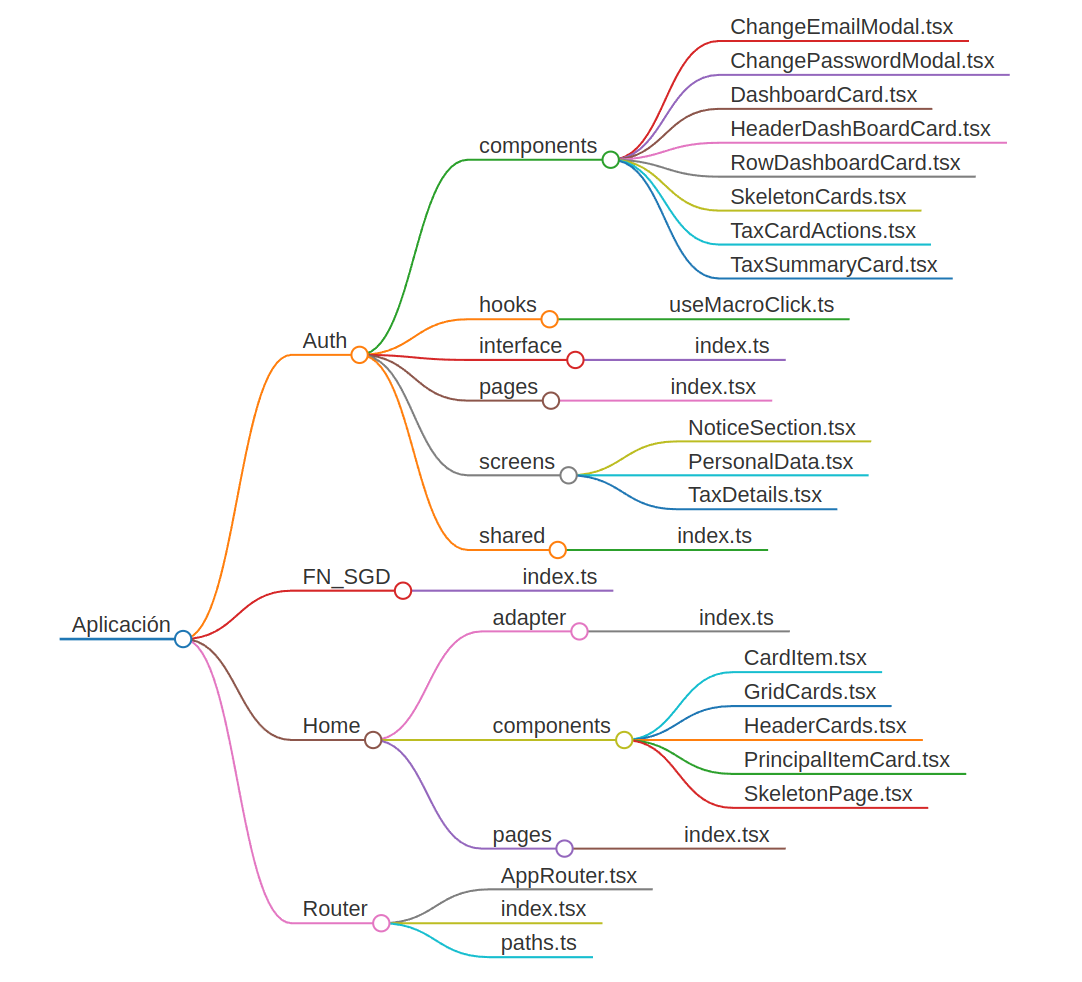 Aplicación
Auth
components
ChangeEmailModal.tsx
ChangePasswordModal.tsx
DashboardCard.tsx
HeaderDashBoardCard.tsx
RowDashboardCard.tsx
SkeletonCards.tsx
TaxCardActions.tsx
TaxSummaryCard.tsx
hooks
useMacroClick.ts
interface
index.ts
pages
index.tsx
screens
NoticeSection.tsx
PersonalData.tsx
TaxDetails.tsx
shared
index.ts
FN_SGD
index.ts
Home
adapter
index.ts
components
CardItem.tsx
GridCards.tsx
HeaderCards.tsx
PrincipalItemCard.tsx
SkeletonPage.tsx
pages
index.tsx
Router
AppRouter.tsx
index.tsx
paths.ts